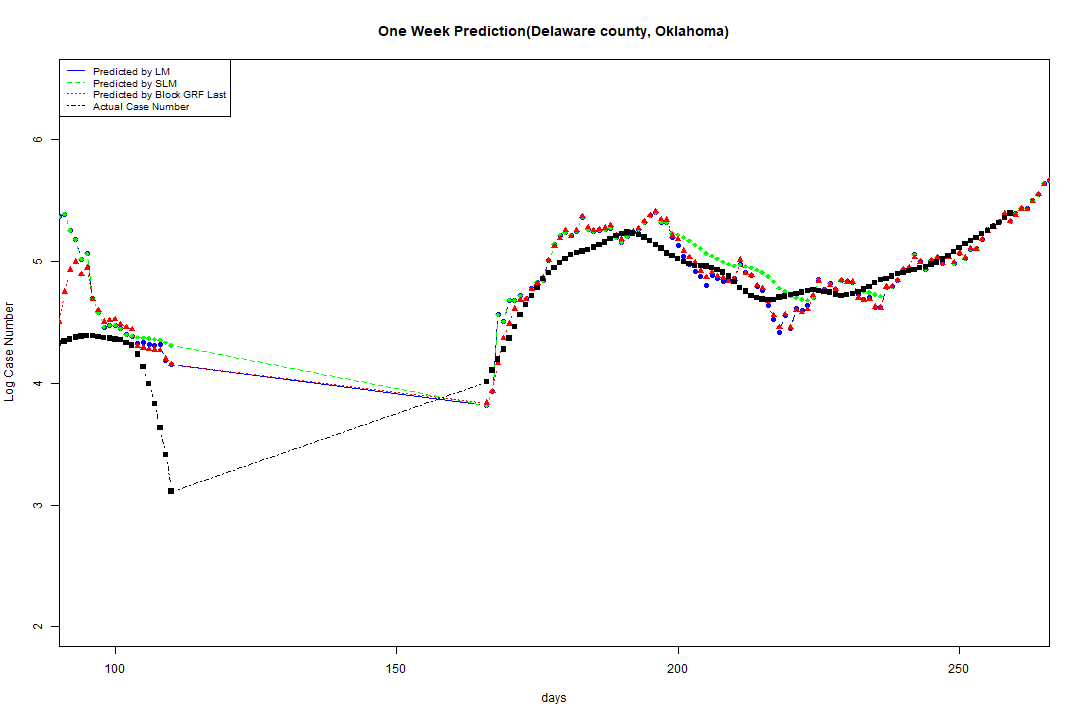 One Week Prediction(Delaware county, Oklahoma)
Predicted by LM
Predicted by SLM
Predicted by Block GRF Last
Actual Case Number
6
5
4
3
2
Log Case Number
100 150 200 250
days